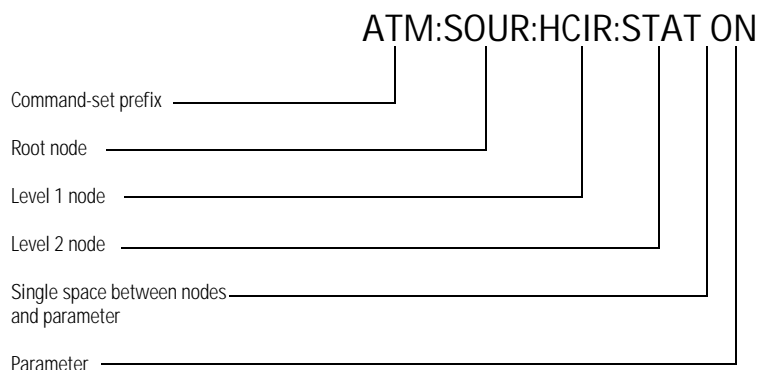 ATM:SOUR:HCIR:STAT ON
Command-set prefix
Root node
Level 1 node
Level 2 node
Single space between nodes
and parameter
Parameter